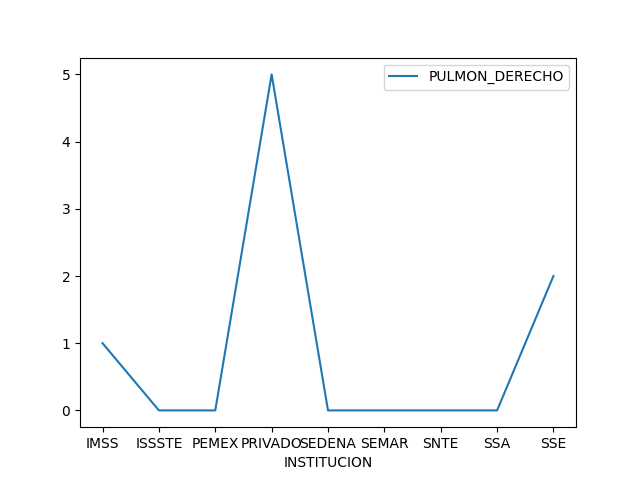 PULMON_DERECHO
5
4
3
2
1
0
IMSS ISSSTE PEMEX PRIVADO SEDENA SEMAR SNTE SSA SSE
INSTITUCION